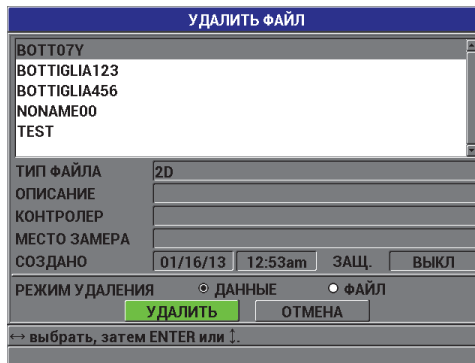 УДАЛИТЬ ФАЙЛ
BOTT07Y
BOTTIGLIA123
BOTTIGLIA456
NONAME00
TEST
ТИП ФАЙЛА 2D
ОПИСАНИЕ
КОНТРОЛЕР
МЕСТО ЗАМЕРА
СОЗДАНО 01/16/13 12:53am ЗАЩ. ВЫКЛ
РЕЖИМ УДАЛЕНИЯ ДАННЫЕ ФАЙЛ
УДАЛИТЬ ОТМЕНА
↔ выбрать, затем ENTER или ↕.